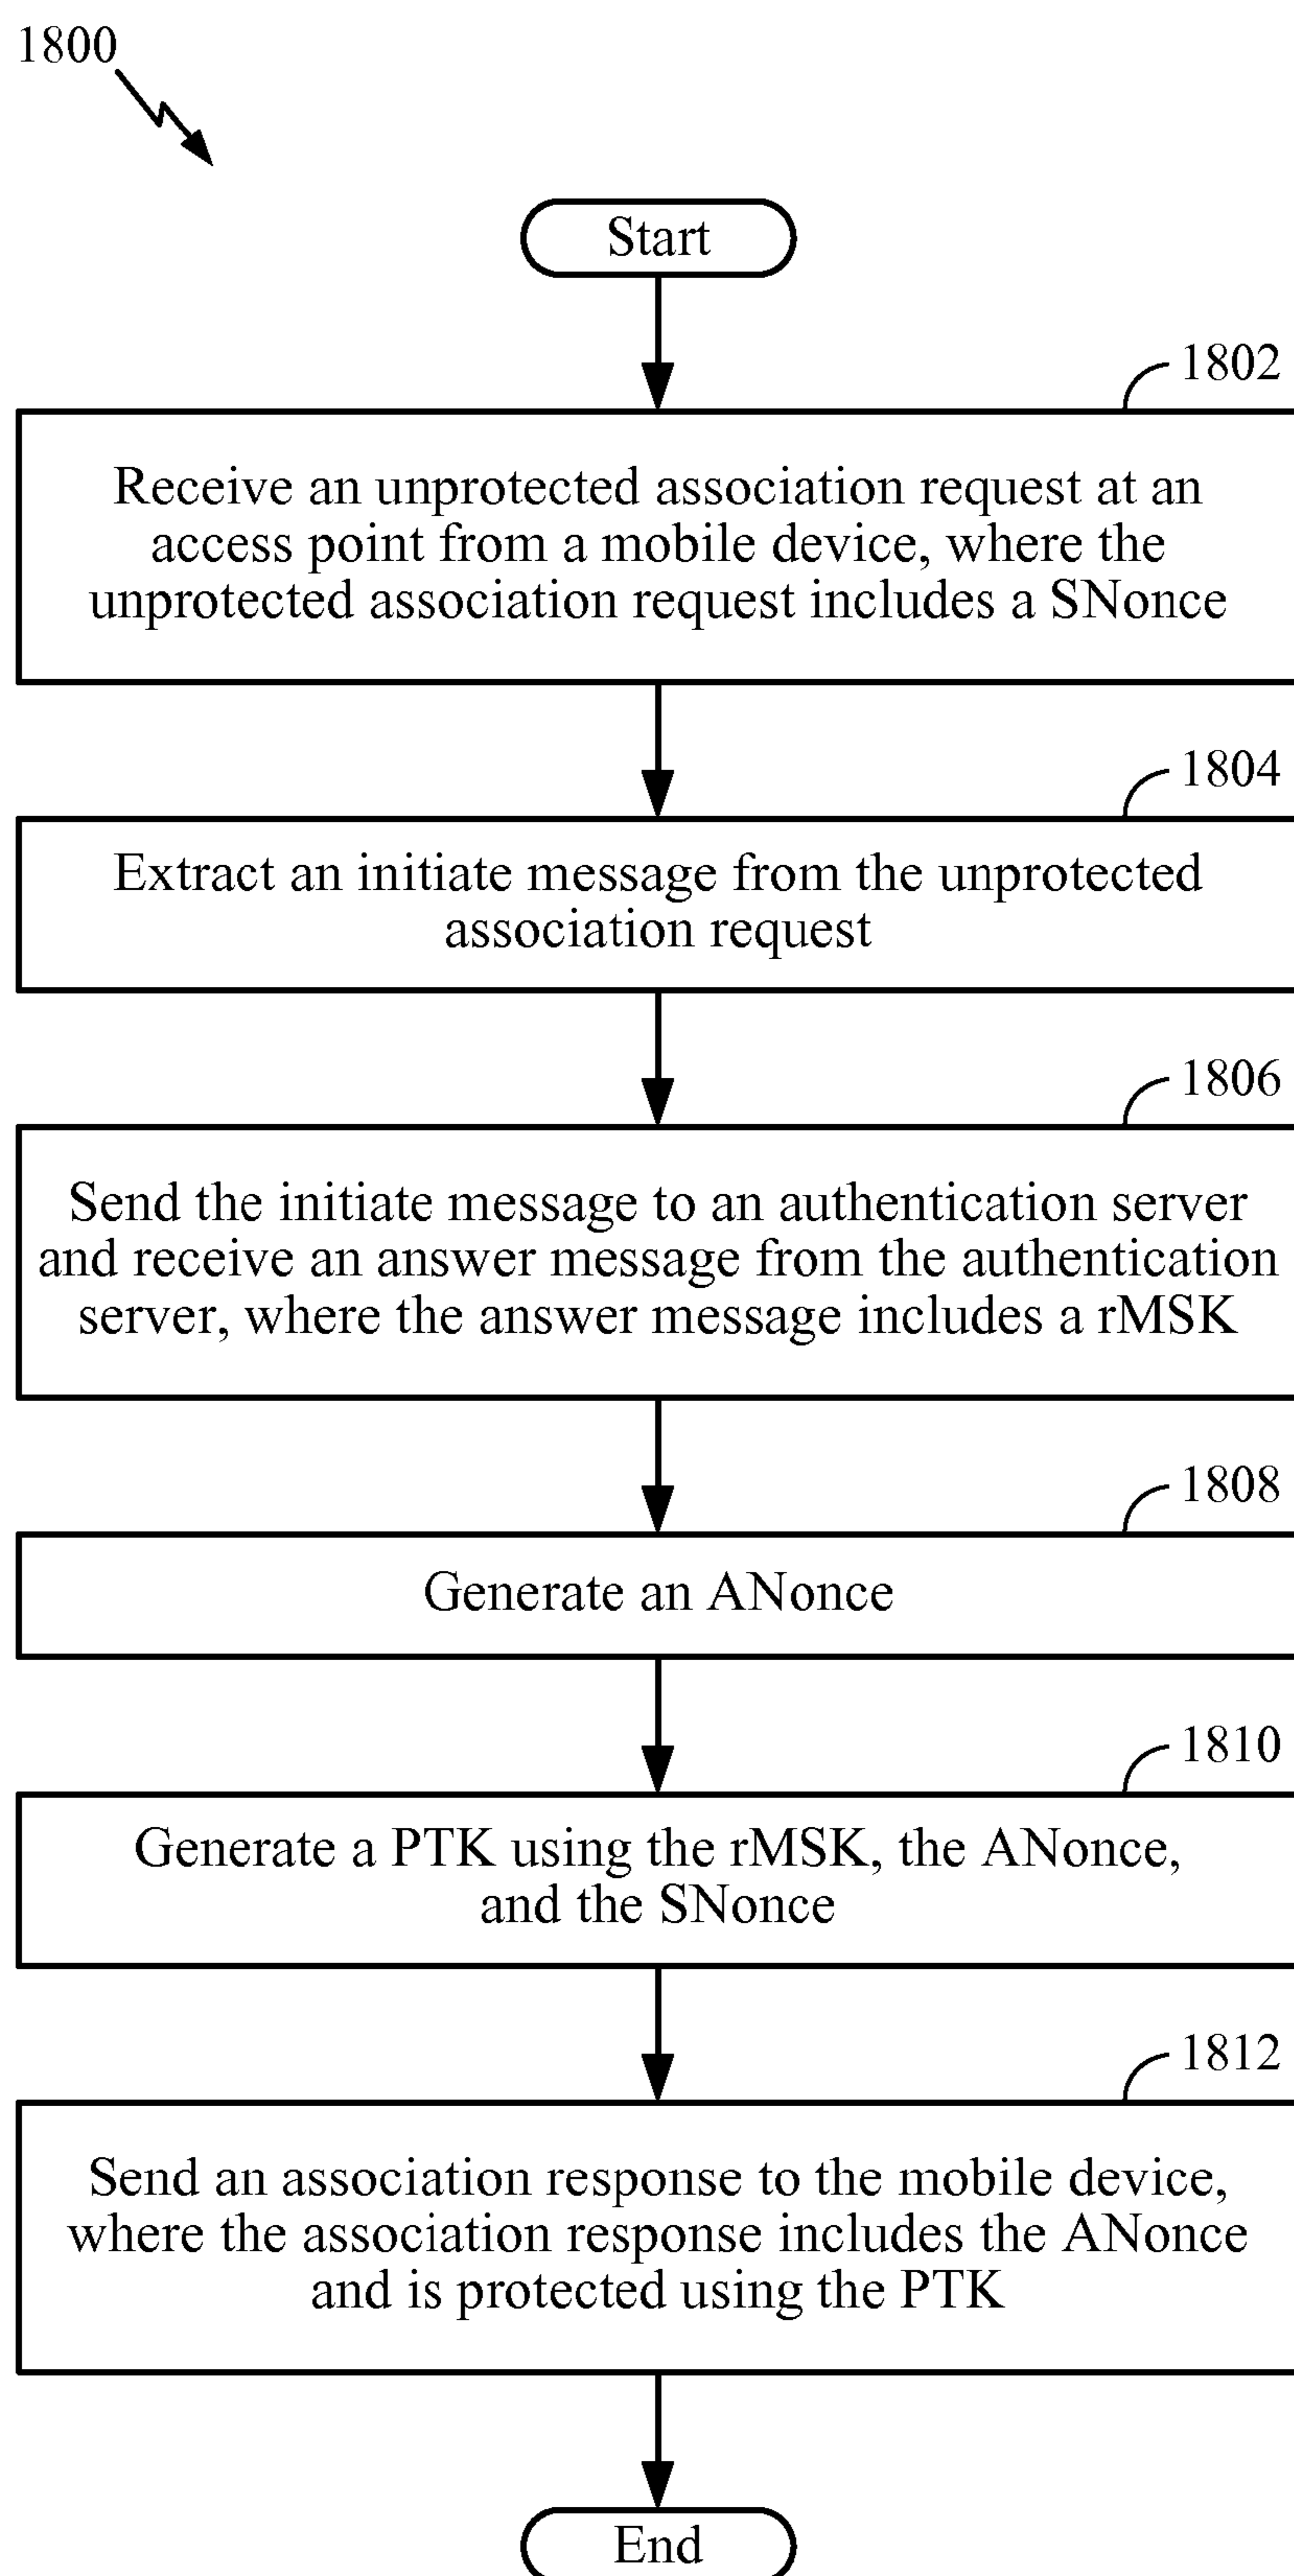 1800
Start
1802
Receive an unprotected association request at an
access point from a mobile device, where the
unprotected association request includes a SNonce
1804
Extract an initiate message from the unprotected
association request
1806
Send the initiate message to an authentication server
and receive an answer message from the authentication
server, where the answer message includes a rMSK
1808
Generate an ANonce
1810
Generate a PTK using the rMSK, the ANonce,
and the SNonce
1812
Send an association response to the mobile device,
where the association response includes the ANonce
and is protected using the PTK
End